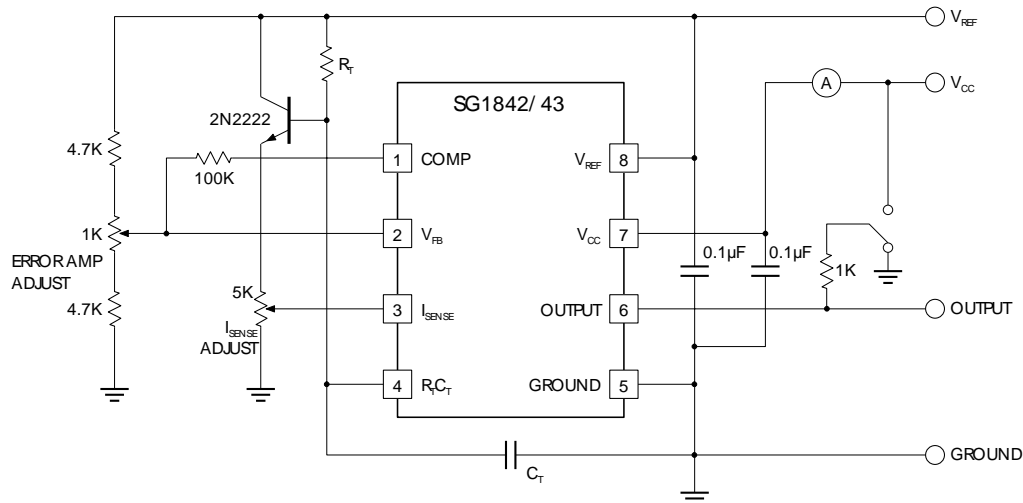 V_REF
V_CC
A
R_T
SG1842/43
2N2222
4.7K
100K
1 COMP
V_REF 8
1K
ERROR AMP
ADJUST
2 V_FB
V_CC 7
0.1µF 0.1µF
1K
4.7K
5K
I_SENSE
ADJUST
3 I_SENSE
OUTPUT 6
OUTPUT
4 R_TC_T
GROUND 5
C_T
GROUND